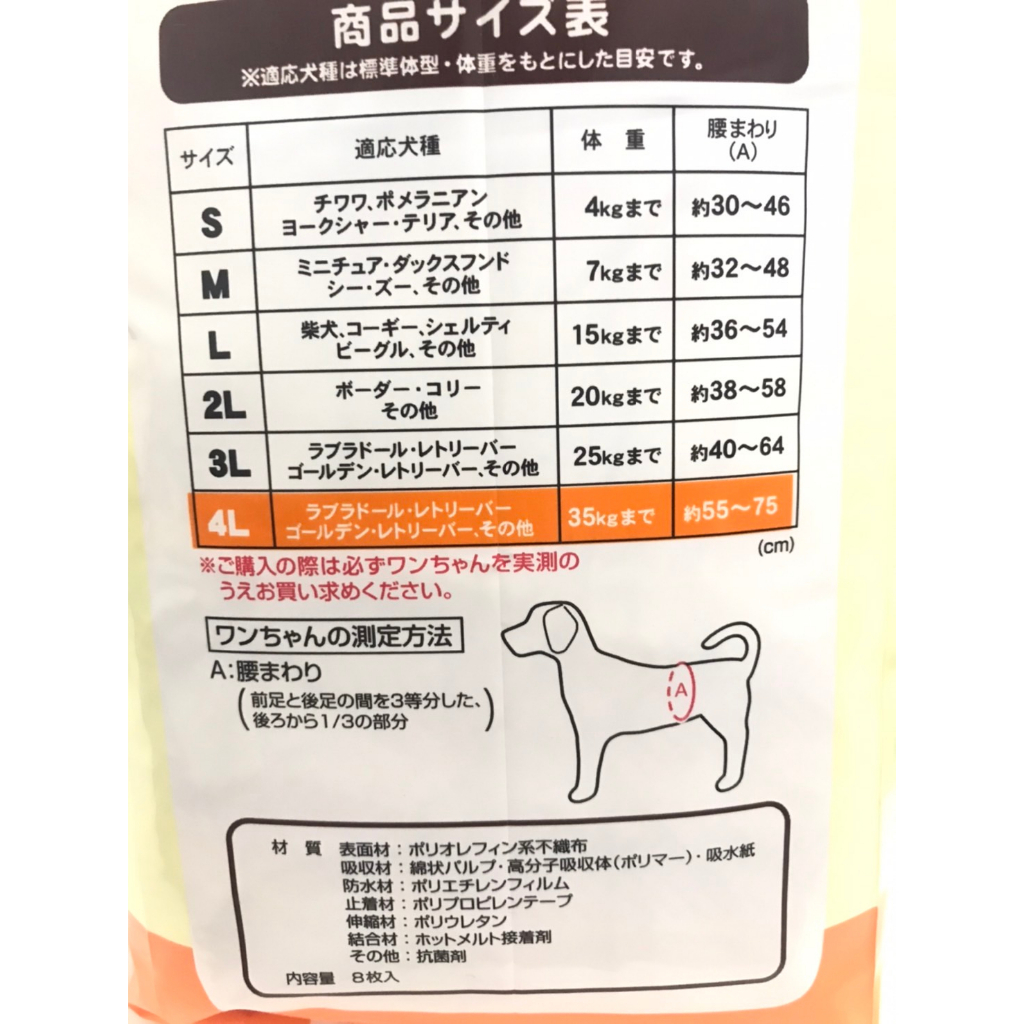 商品サイズ表
※適応犬種は標準体型・体重をもとにした目安です。
サイズ 適応犬種 体 重 腰まわり(A)
S チワワ、ポメラニアン
ヨークシャー・テリア、その他 4kgまで 約30〜46
M ミニチュア・ダックスフンド
シー・ズー、その他 7kgまで 約32〜48
L 柴犬、コーギー、シェルティ
ビーグル、その他 15kgまで 約36〜54
2L ボーダー・コリー
その他 20kgまで 約38〜58
3L ラブラドール・レトリーバー
ゴールデン・レトリーバー、その他 25kgまで 約40〜64
4L ラブラドール・レトリーバー
ゴールデン・レトリーバー、その他 35kgまで 約55〜75
(cm)
※ご購入の際は必ずワンちゃんを実測の
うえお買い求めください。
ワンちゃんの測定方法
A:腰まわり
(前足と後足の間を3等分した、
後ろから1/3の部分)
A
材 質 表面材:ポリオレフィン系不織布
吸収材:綿状パルプ・高分子吸収体(ポリマー)・吸水紙
防水材:ポリエチレンフィルム
止着材:ポリプロピレンテープ
伸縮材:ポリウレタン
結合材:ホットメルト接着剤
その他:抗菌剤
内容量 8枚入